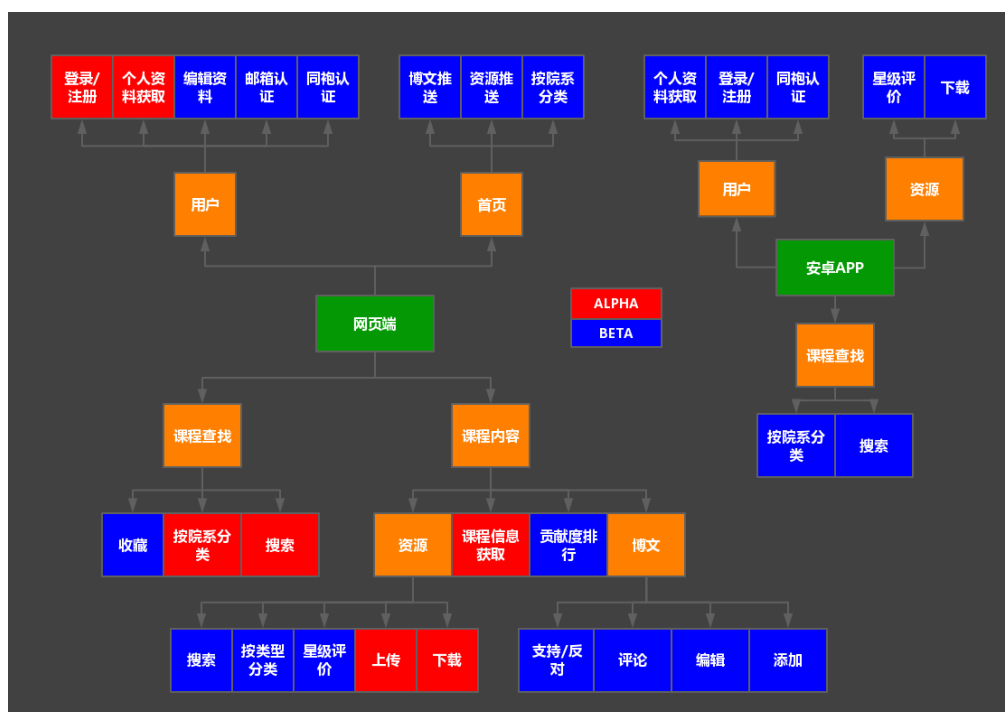 登录/
注册
个人资
料获取
编辑资
料
邮箱认
证
同袍认
证
博文推
送
资源推
送
按院系
分类
个人资
料获取
登录/
注册
同袍认
证
星级评
价
下载
用户
首页
用户
资源
安卓APP
网页端
ALPHA
BETA
课程查找
课程查找
课程内容
按院系分
类
搜索
收藏
按院系分
类
搜索
资源
课程信息
获取
贡献度排
行
博文
搜索
按类型
分类
星级评
价
上传
下载
支持/反
对
评论
编辑
添加